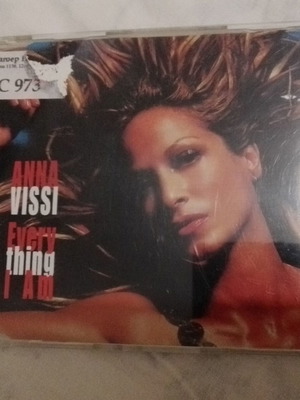 C 973
ANNA
VISSI
Every
thing
I Am